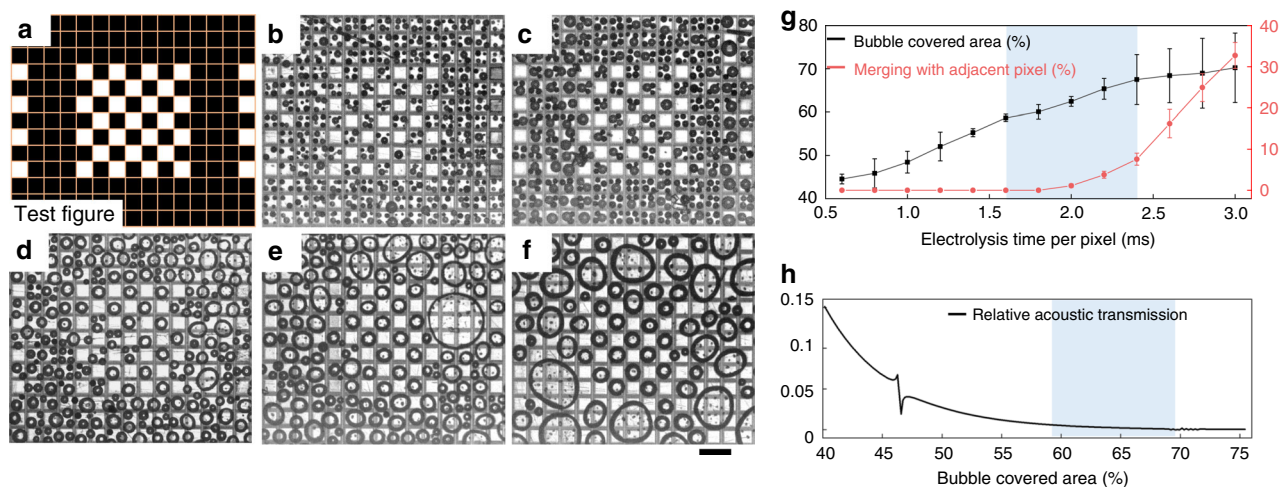 a
Test figure
b
c
d
e
f
g
80
70
60
50
40
40
30
20
10
0
Bubble covered area (%)
Merging with adjacent pixel (%)
0.5
1.0
1.5
2.0
2.5
3.0
Electrolysis time per pixel (ms)
h
0.15
0.1
0.05
0
Relative acoustic transmission
40
45
50
55
60
65
70
75
Bubble covered area (%)